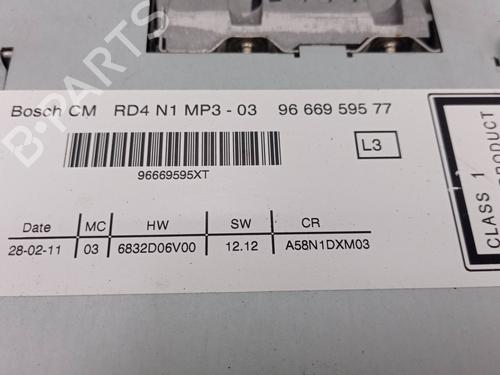 B-PARTS
Bosch CM RD4 N1 MP3 - 03 96 669 595 77
96669595XT
L3
Date MC HW SW CR
28-02-11 03 6832D06V00 12.12 A58N1DXM03
CLASS 1
PRODUCT